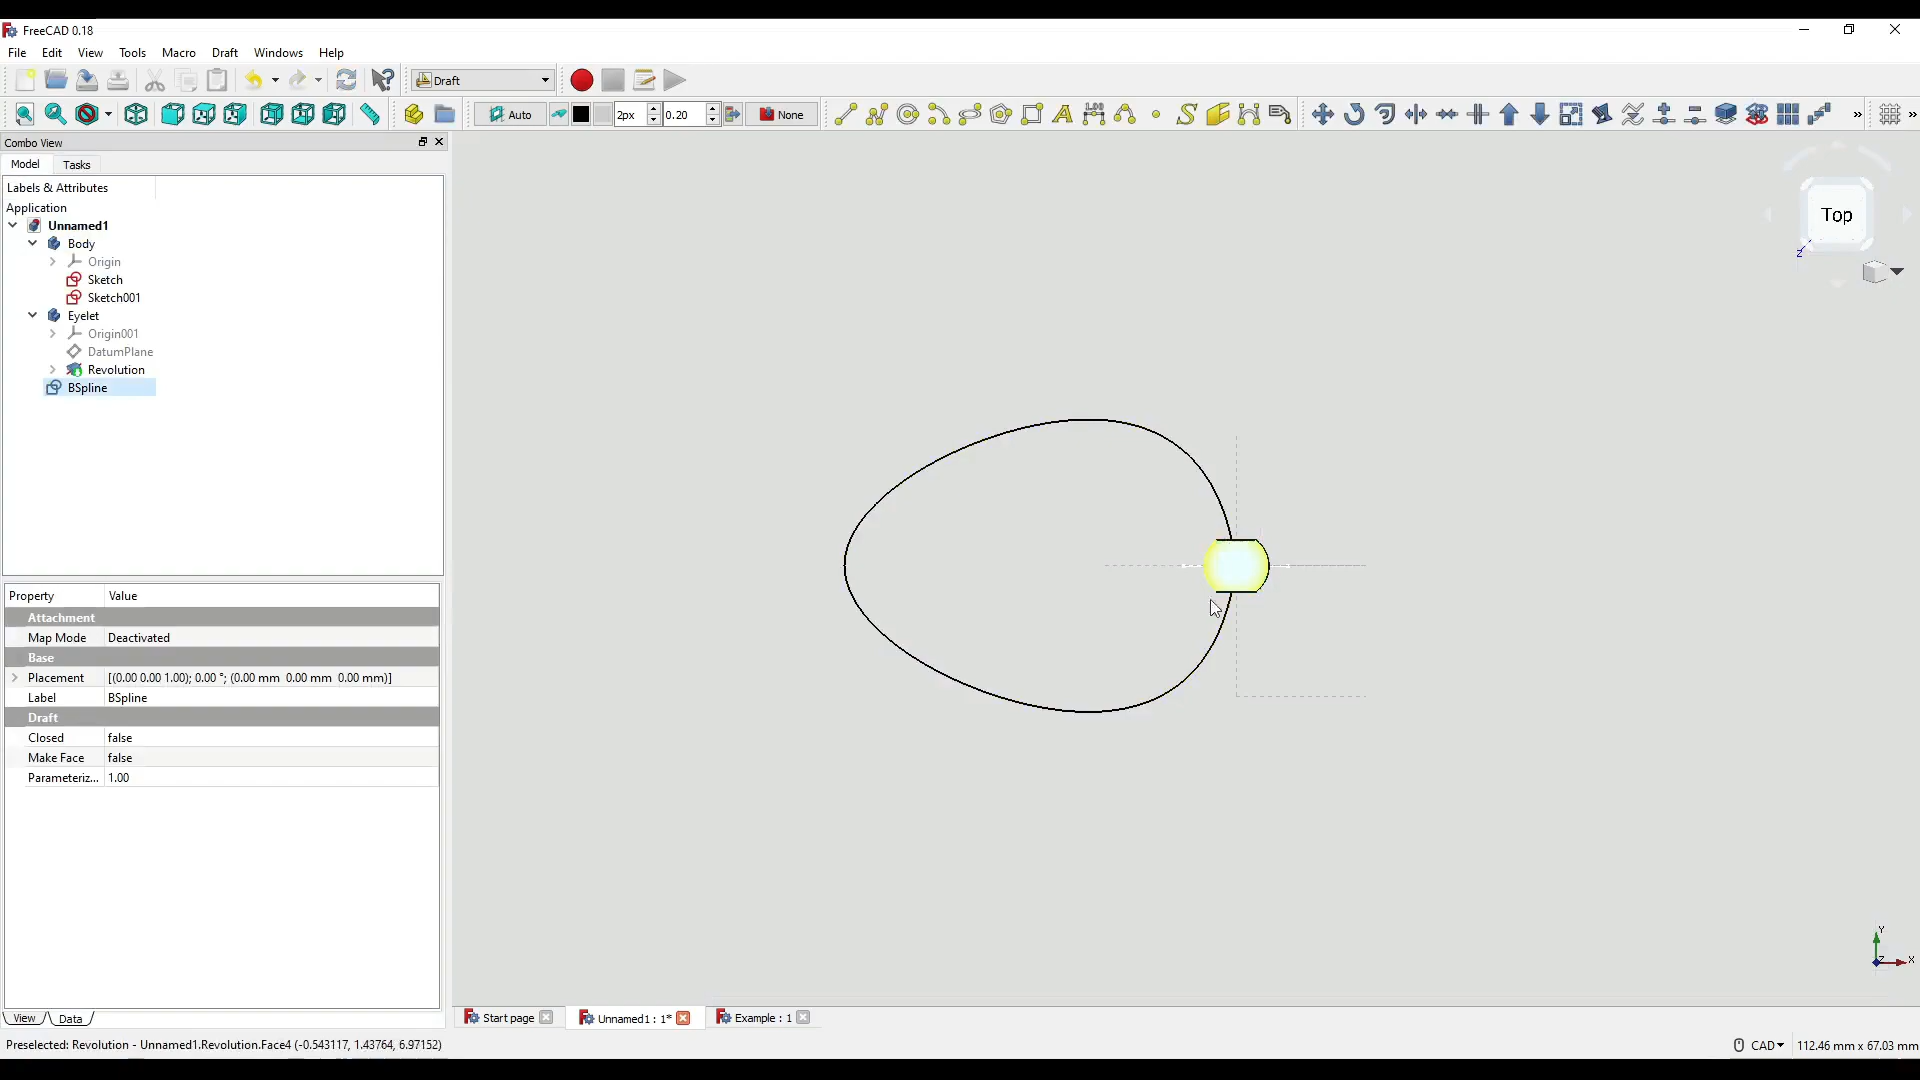 FreeCAD 0.18
File Edit View Tools Macro Draft Windows Help
Draft
Auto 2px 0.20 None
Combo View
Model Tasks
Labels & Attributes
Application
Unnamed1
Body
Origin
Sketch
Sketch001
Eyelet
Origin001
DatumPlane
Revolution
BSpline
Top
Z
Property Value
Attachment
Map Mode Deactivated
Base
Placement [(0.00 0.00 1.00); 0.00 °; (0.00 mm 0.00 mm 0.00 mm)]
Label BSpline
Draft
Closed false
Make Face false
Parameteriz... 1.00
Y
Z X
View Data
Start page Unnamed1 : 1* Example : 1
Preselected: Revolution - Unnamed1.Revolution.Face4 (-0.543117, 1.43764, 6.97152)
CAD 112.46 mm x 67.03 mm